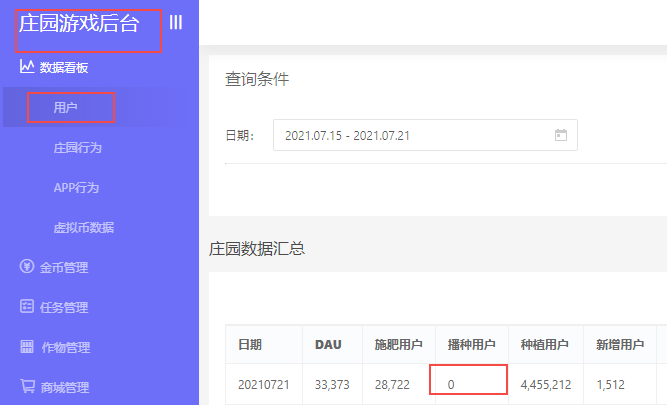 庄园游戏后台
数据看板
用户
庄园行为
APP行为
虚拟币数据
金币管理
任务管理
作物管理
商城管理
查询条件
日期: 2021.07.15 - 2021.07.21
庄园数据汇总
日期 DAU 施肥用户 播种用户 种植用户 新增用户
20210721 33,373 28,722 0 4,455,212 1,512